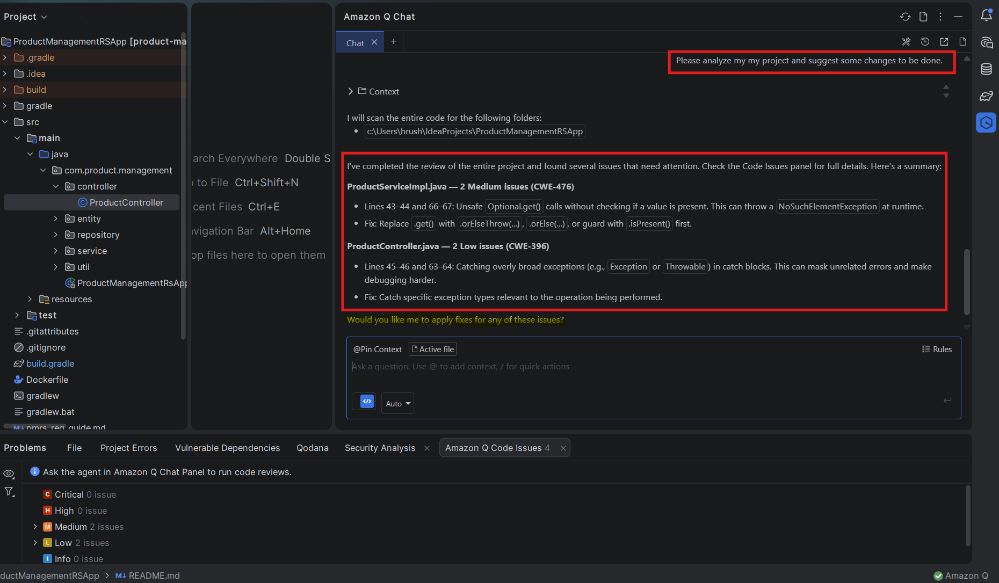 Project
ProductManagementRSApp [product-ma
.gradle
.idea
build
gradle
src
main
java
com.product.management
controller
ProductController
entity
repository
service
util
ProductManagementRsApp
resources
test
.gitattributes
.gitignore
build.gradle
Dockerfile
gradlew
gradlew.bat
pmrs_req_guide.md
arch Everywhere Double S
to File Ctrl+Shift+N
cent Files Ctrl+E
vigation Bar Alt+Home
op files here to open them
Amazon Q Chat
Chat
Please analyze my my project and suggest some changes to be done.
Context
I will scan the entire code for the following folders:
• c:\Users\hrush\IdeaProjects\ProductManagementRSApp
I've completed the review of the entire project and found several issues that need attention. Check the Code Issues panel for full details. Here's a summary:
ProductServiceImpl.java — 2 Medium issues (CWE-476)
• Lines 43–44 and 66–67: Unsafe Optional.get() calls without checking if a value is present. This can throw a NoSuchElementException at runtime.
• Fix: Replace .get() with .orElseThrow(...), .orElse(...), or guard with .isPresent() first.
ProductController.java — 2 Low issues (CWE-396)
• Lines 45–46 and 63–64: Catching overly broad exceptions (e.g., Exception or Throwable) in catch blocks. This can mask unrelated errors and make
debugging harder.
• Fix: Catch specific exception types relevant to the operation being performed.
Would you like me to apply fixes for any of these issues?
@Pin Context Active file Rules
Ask a question. Use @ to add context, / for quick actions
Auto
Problems File Project Errors Vulnerable Dependencies Qodana Security Analysis Amazon Q Code Issues 4
Ask the agent in Amazon Q Chat Panel to run code reviews.
C Critical 0 issue
H High 0 issue
M Medium 2 issues
L Low 2 issues
I Info 0 issue
ductManagementRSApp > M↓ README.md Amazon Q